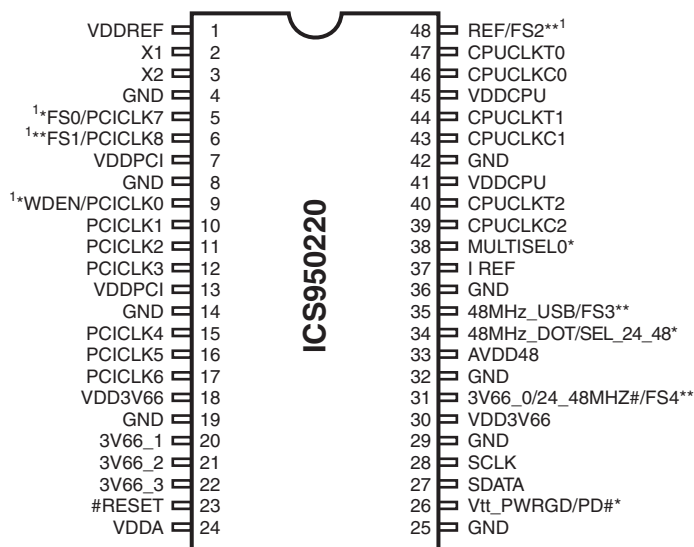 VDDREF 1 48 REF/FS2**1
X1 2 47 CPUCLKT0
X2 3 46 CPUCLKC0
GND 4 45 VDDCPU
1*FS0/PCICLK7 5 44 CPUCLKT1
1**FS1/PCICLK8 6 43 CPUCLKC1
VDDPCI 7 42 GND
GND 8 41 VDDCPU
1*WDEN/PCICLK0 9 40 CPUCLKT2
PCICLK1 10 39 CPUCLKC2
PCICLK2 11 38 MULTISEL0*
PCICLK3 12 37 I REF
VDDPCI 13 36 GND
GND 14 35 48MHz_USB/FS3**
PCICLK4 15 34 48MHz_DOT/SEL_24_48*
PCICLK5 16 33 AVDD48
PCICLK6 17 32 GND
VDD3V66 18 31 3V66_0/24_48MHZ#/FS4**
GND 19 30 VDD3V66
3V66_1 20 29 GND
3V66_2 21 28 SCLK
3V66_3 22 27 SDATA
#RESET 23 26 Vtt_PWRGD/PD#*
VDDA 24 25 GND
ICS950220